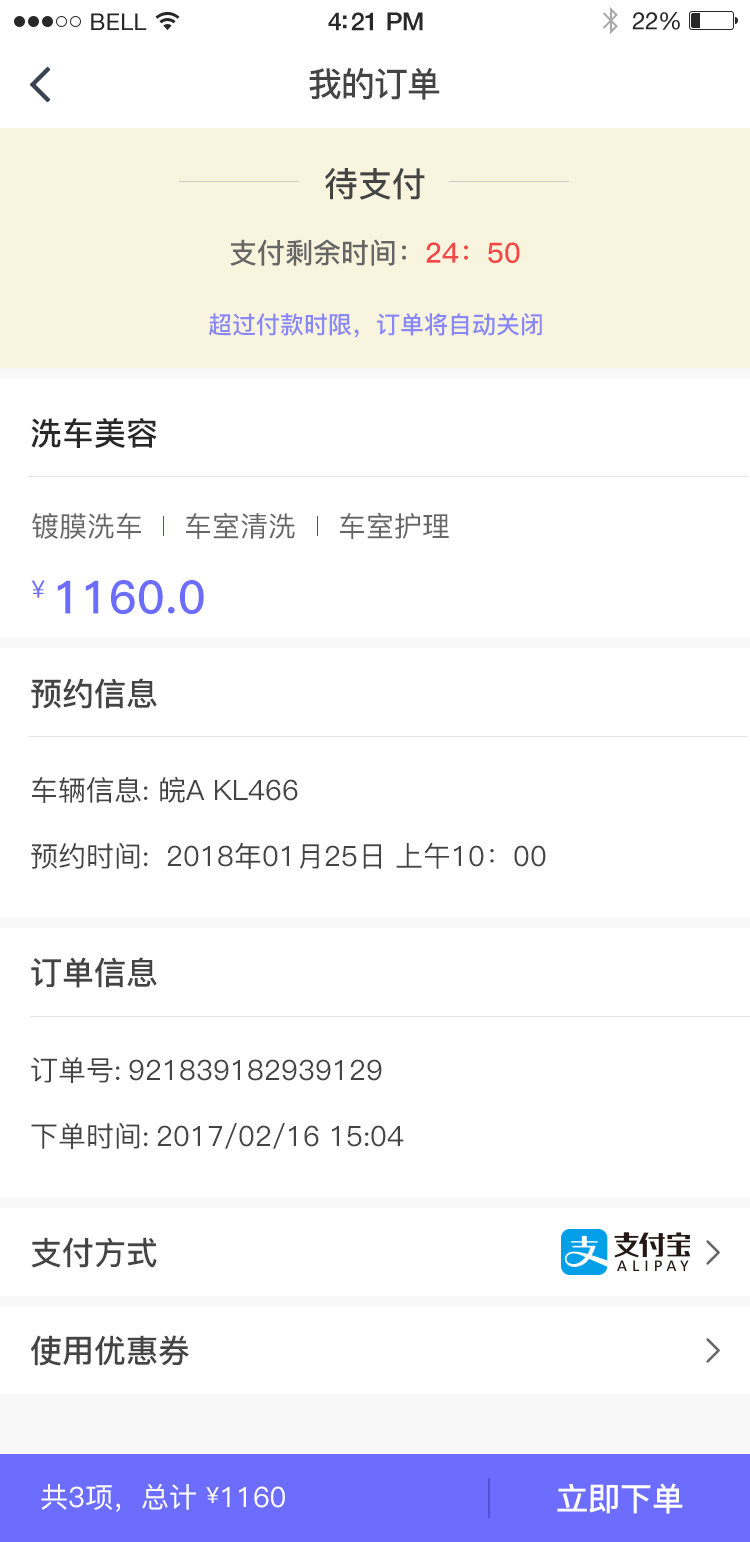 BELL 4:21 PM 22%
我的订单
待支付
支付剩余时间：24：50
超过付款时限，订单将自动关闭
洗车美容
镀膜洗车 | 车室清洗 | 车室护理
¥ 1160.0
预约信息
车辆信息: 皖A KL466
预约时间: 2018年01月25日 上午10：00
订单信息
订单号: 921839182939129
下单时间: 2017/02/16 15:04
支付方式 支 支付宝
ALIPAY
使用优惠券
共3项，总计 ¥1160 立即下单